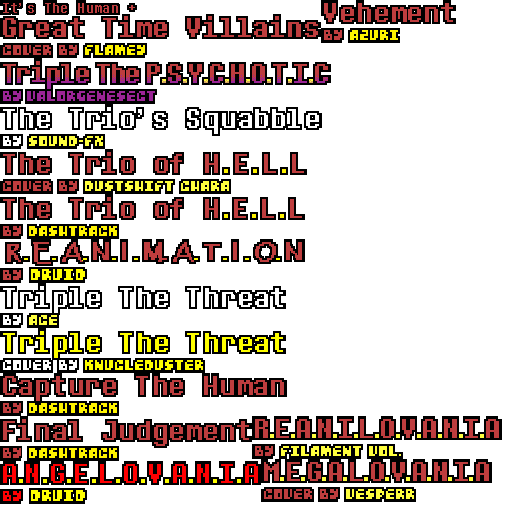 It's The Human +
Great Time Villains
COVER BY FLAMEY
Vehement
BY AZURI
Triple The P.S.Y.C.H.O.T.I.C
BY VALORGENESECT
The Trio's Squabble
BY SOUND-FX
The Trio of H.E.L.L
COVER BY DUSTSHIFT CHARA
The Trio of H.E.L.L
BY DASHTRACK
R.E.A.N.I.M.A.T.I.O.N
BY DRUID
Triple The Threat
BY ACE
Triple The Threat
COVER BY KNUCLEDUSTER
Capture The Human
BY DASHTRACK
Final Judgement
BY DASHTRACK
R.E.A.N.I.L.O.V.A.N.I.A
BY FILAMENT VOL.
A.N.G.E.L.O.V.A.N.I.A
BY DRUID
M.E.G.A.L.O.V.A.N.I.A
COVER BY VESPERR